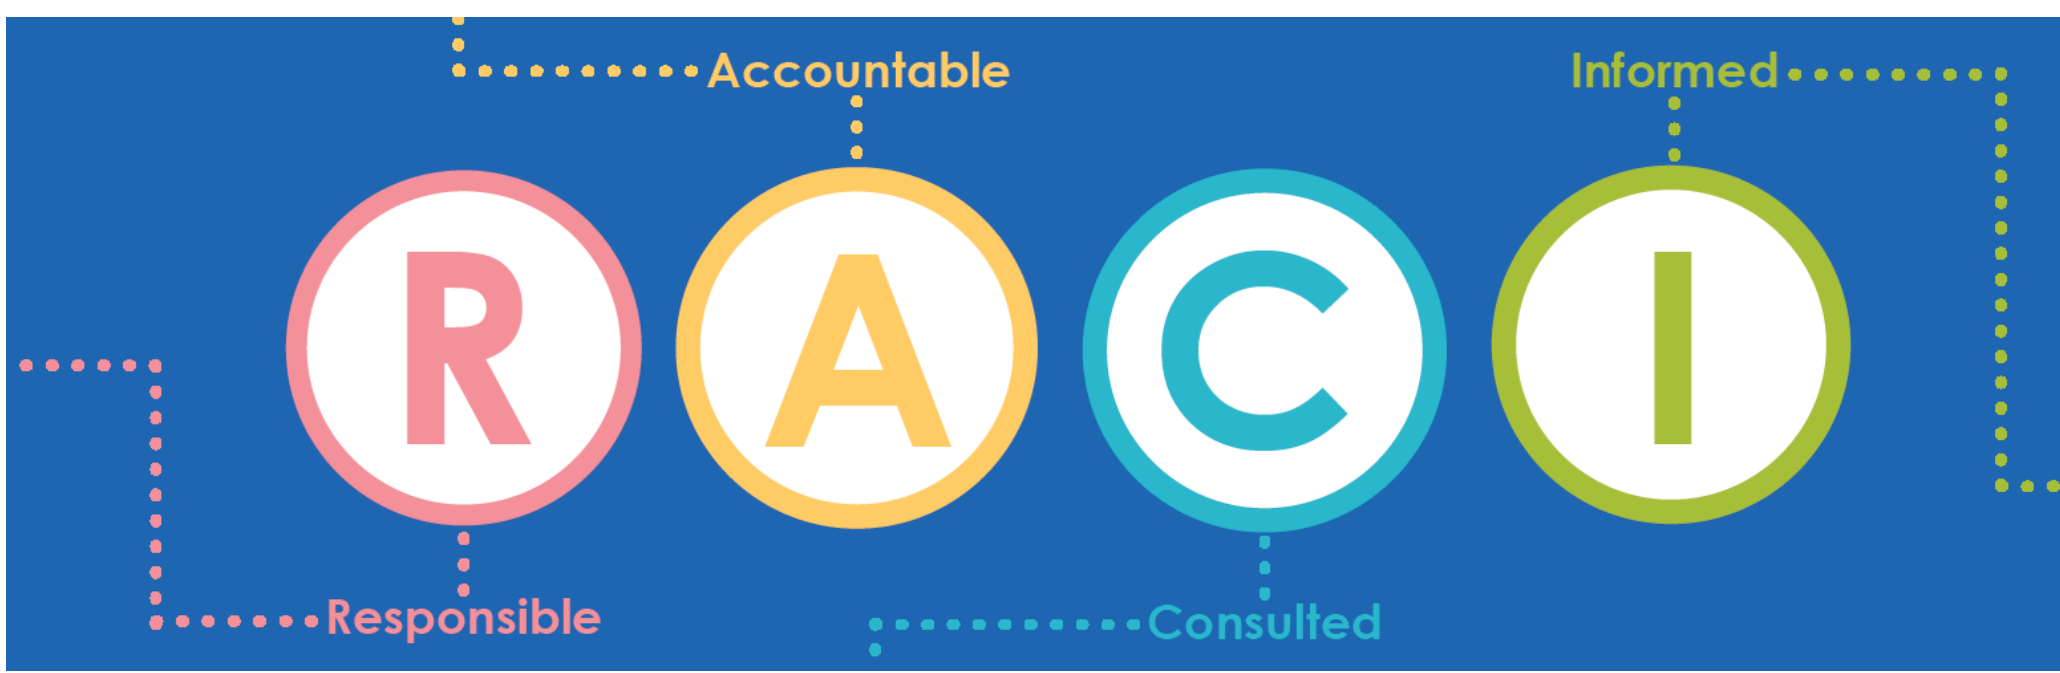 Accountable
Informed
R A C I
Responsible
Consulted